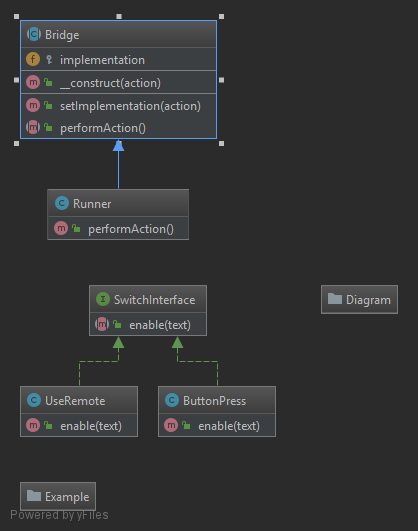 Bridge
implementation
__construct(action)
setImplementation(action)
performAction()
Runner
performAction()
SwitchInterface
enable(text)
Diagram
UseRemote
enable(text)
ButtonPress
enable(text)
Example
Powered by yFiles